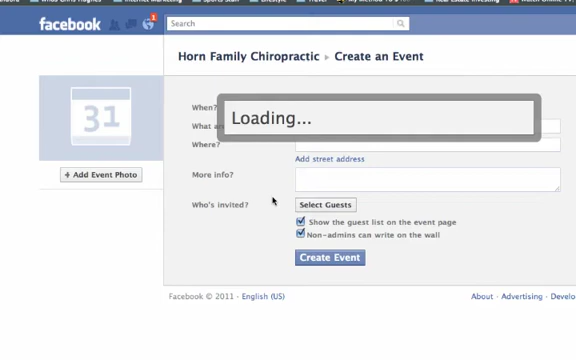 facebook
1
Search
Horn Family Chiropractic ▸ Create an Event
31
When?
Loading...
What
Where?
Add street address
+ Add Event Photo
More info?
Who's invited?
Select Guests
Show the guest list on the event page
Non-admins can write on the wall
Create Event
Facebook © 2011 · English (US)
About · Advertising ·